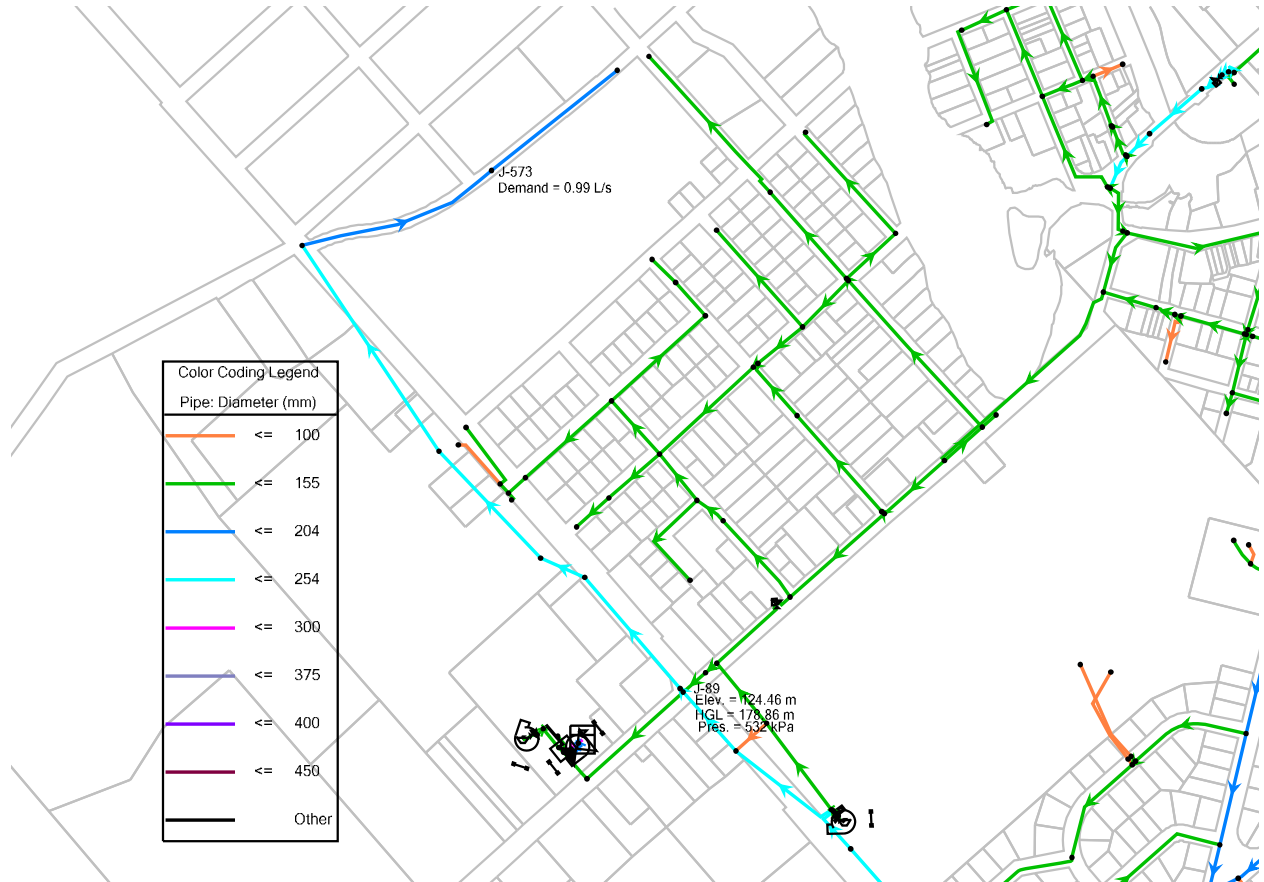 J-573
Demand = 0.99 L/s
Color Coding Legend
Pipe: Diameter (mm)
<= 100
<= 155
<= 204
<= 254
<= 300
<= 375
<= 400
<= 450
Other
J-89
Elev. = 124.46 m
HGL = 178.86 m
Pres. = 532 kPa